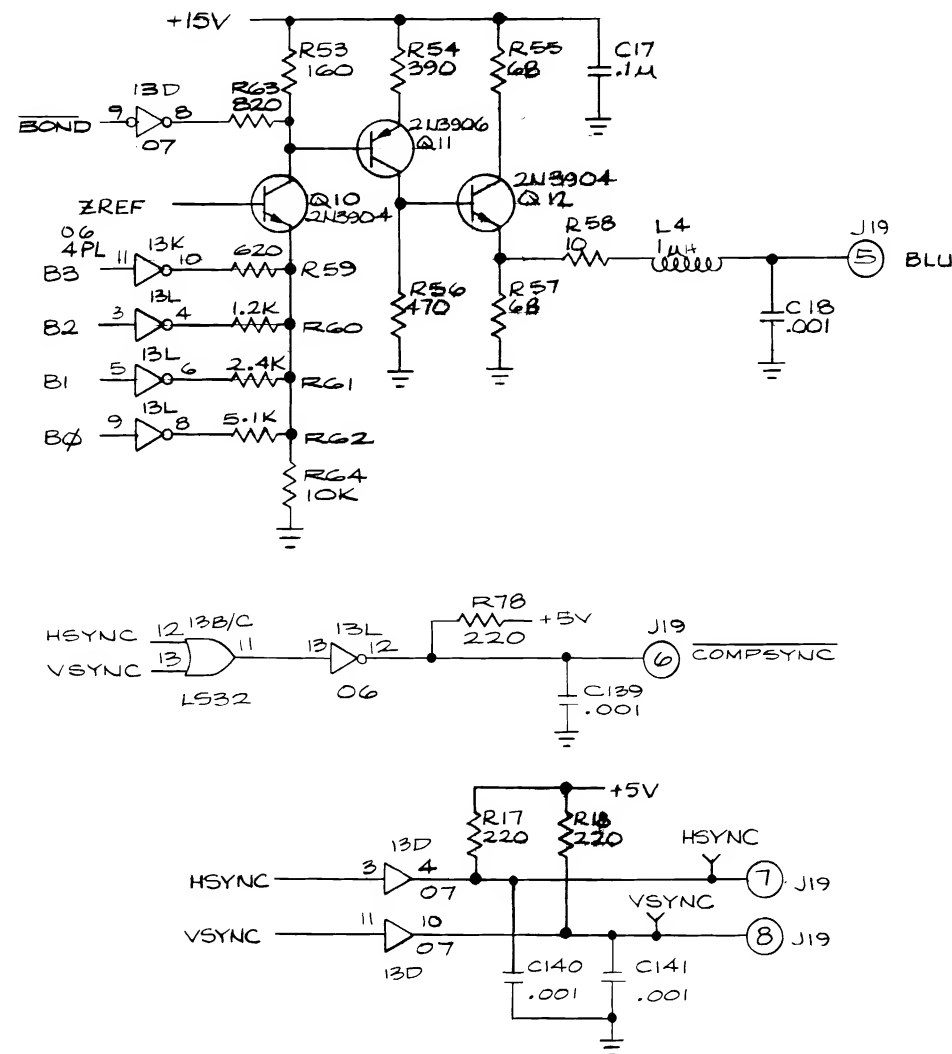 +15V
R53
160
R54
390
R55
68
C17
.1μ
13D
9
8
07
R63
820
BOND
2N3906
Q11
ZREF
Q10
2N3904
2N3904
Q12
R58
10
L4
1μH
J19
5
BLU
06
4PL
B3
11
13K
10
620
R59
B2
3
13L
4
1.2K
R60
B1
5
13L
6
2.4K
R61
BØ
9
13L
8
5.1K
R62
R56
470
R57
68
C18
.001
R64
10K
R78
220
+5V
HSYNC
12
13B/C
11
VSYNC
13
LS32
13
13L
12
06
J19
6
COMPSYNC
C139
.001
+5V
R17
220
R18
220
HSYNC
HSYNC
3
13D
4
07
7
J19
VSYNC
VSYNC
11
10
07
13D
8
J19
C140
.001
C141
.001